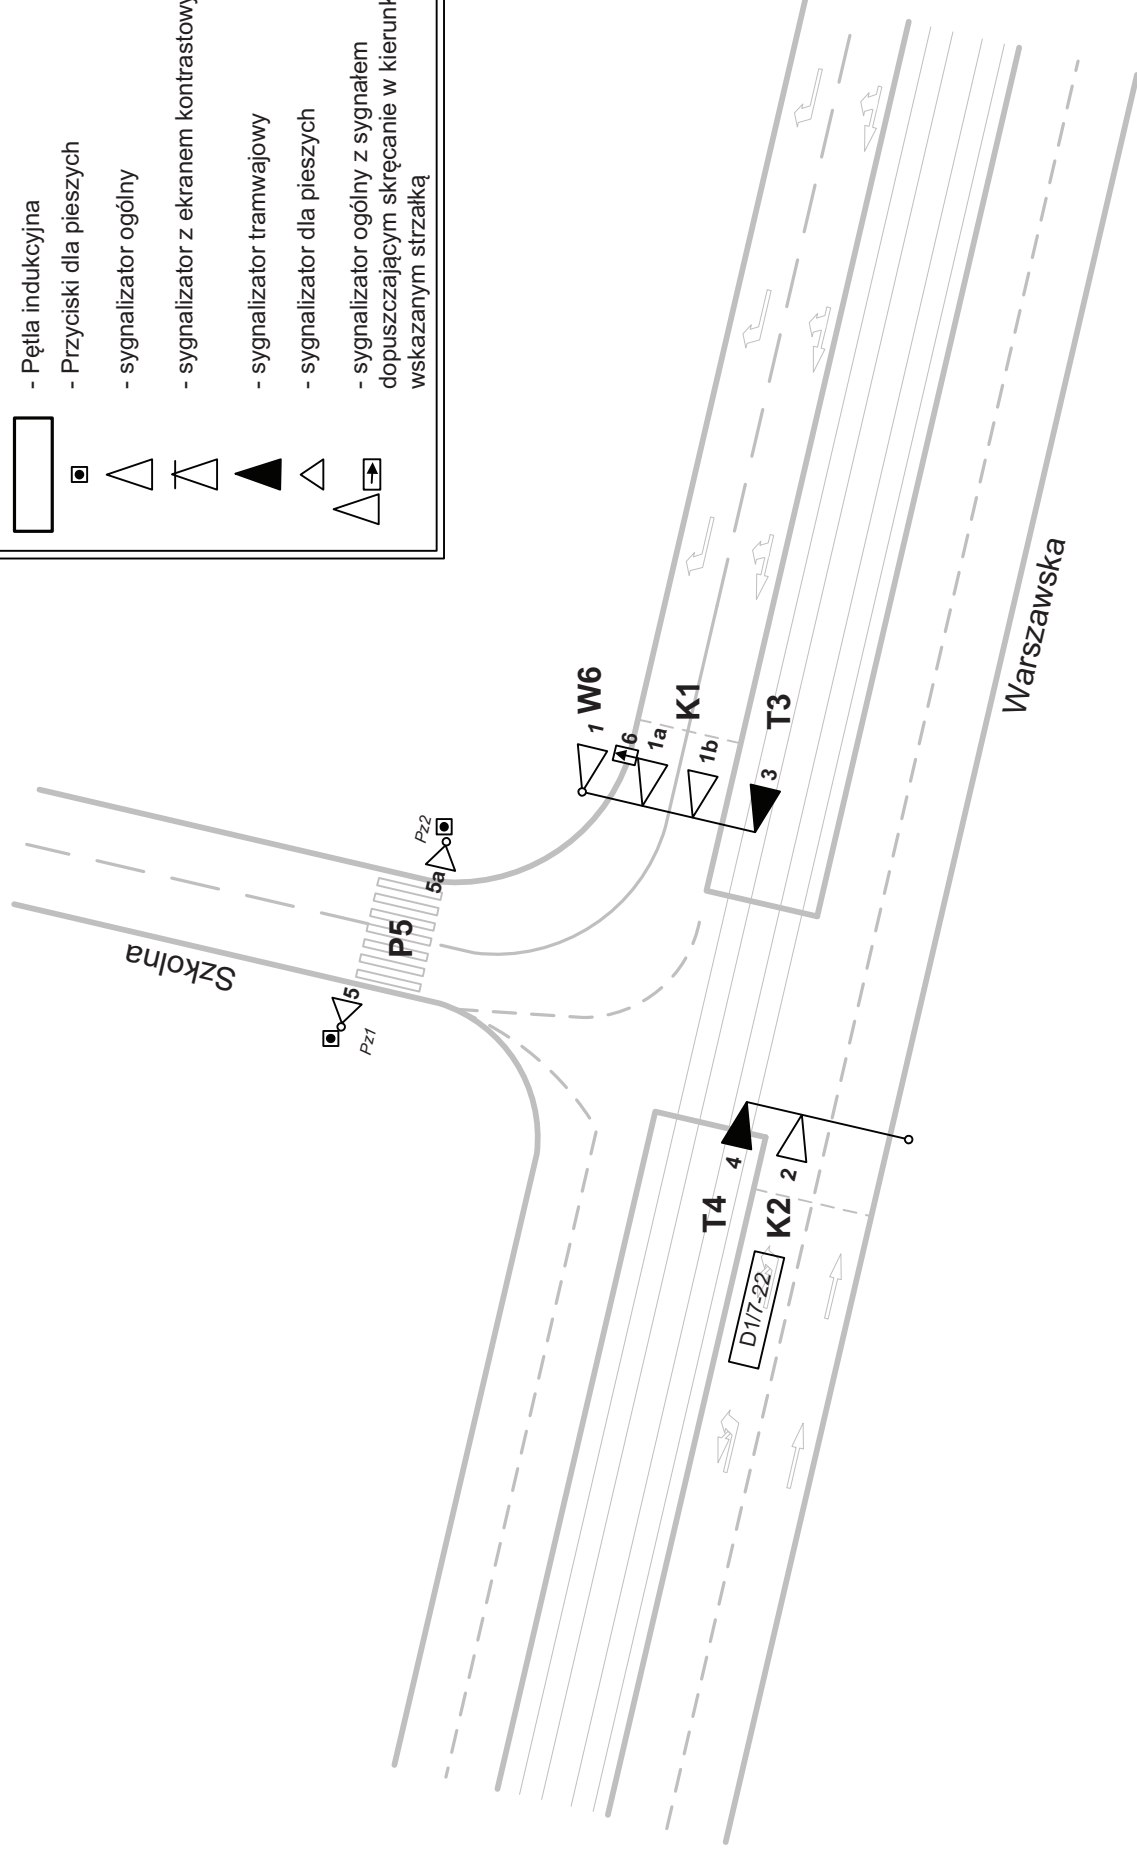 - Pętla indukcyjna
- Przyciski dla pieszych
- sygnalizator ogólny
- sygnalizator z ekranem kontrastowy
- sygnalizator tramwajowy
- sygnalizator dla pieszych
- sygnalizator ogólny z sygnałem
dopuszczającym skręcanie w kierunk
wskazanym strzałką
Szkolna
Pz2
5a
P5
5
Pz1
W6
1
6
1a
K1
1b
T3
3
Warszawska
4
T4
2
K2
D1/7-22